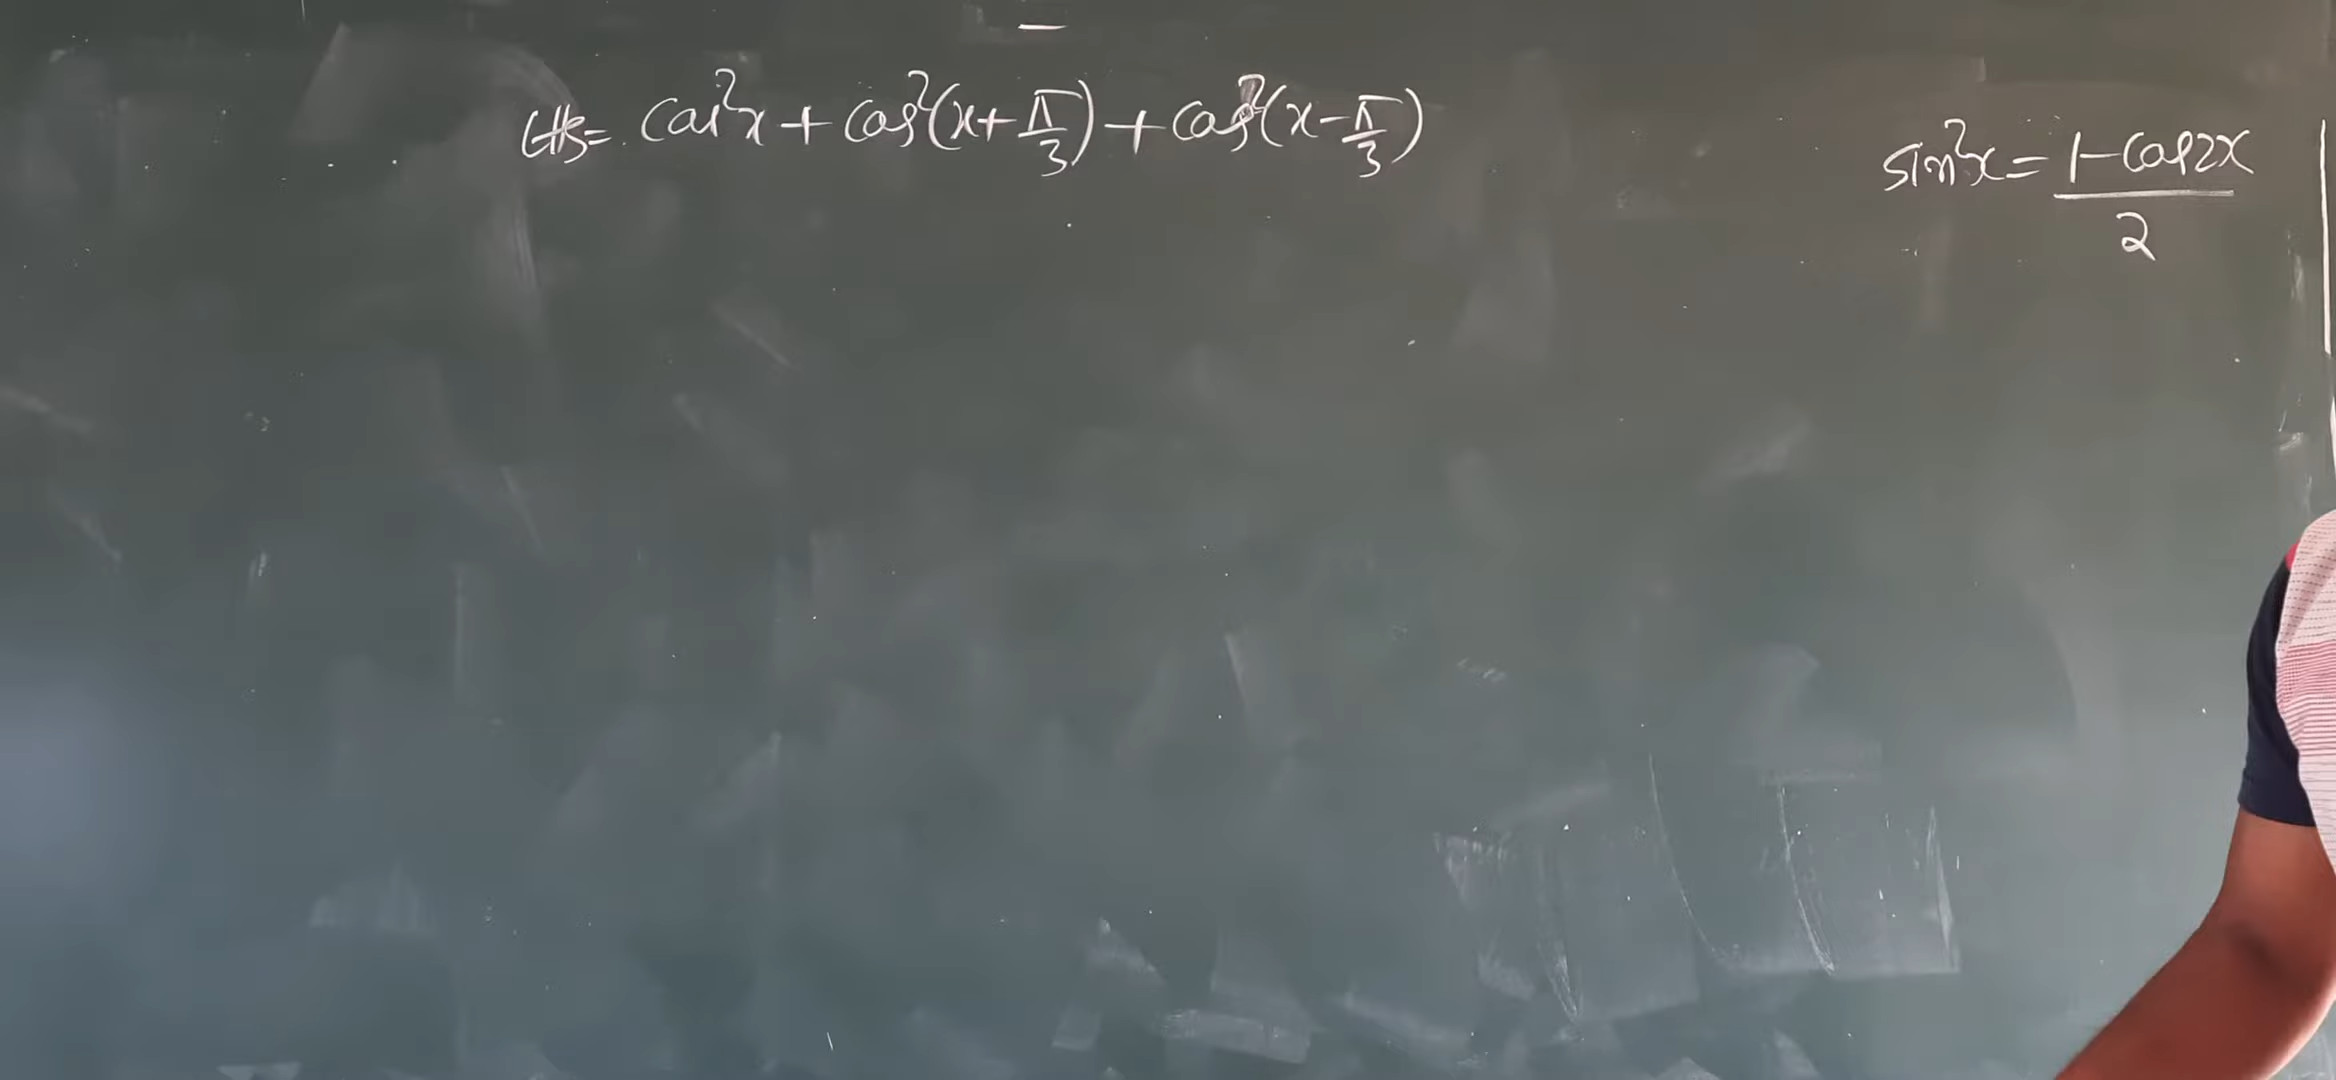 LHS = cos²x + cos²(x+π/3) + cos²(x-π/3)
sin²x = 1-cos2x/2